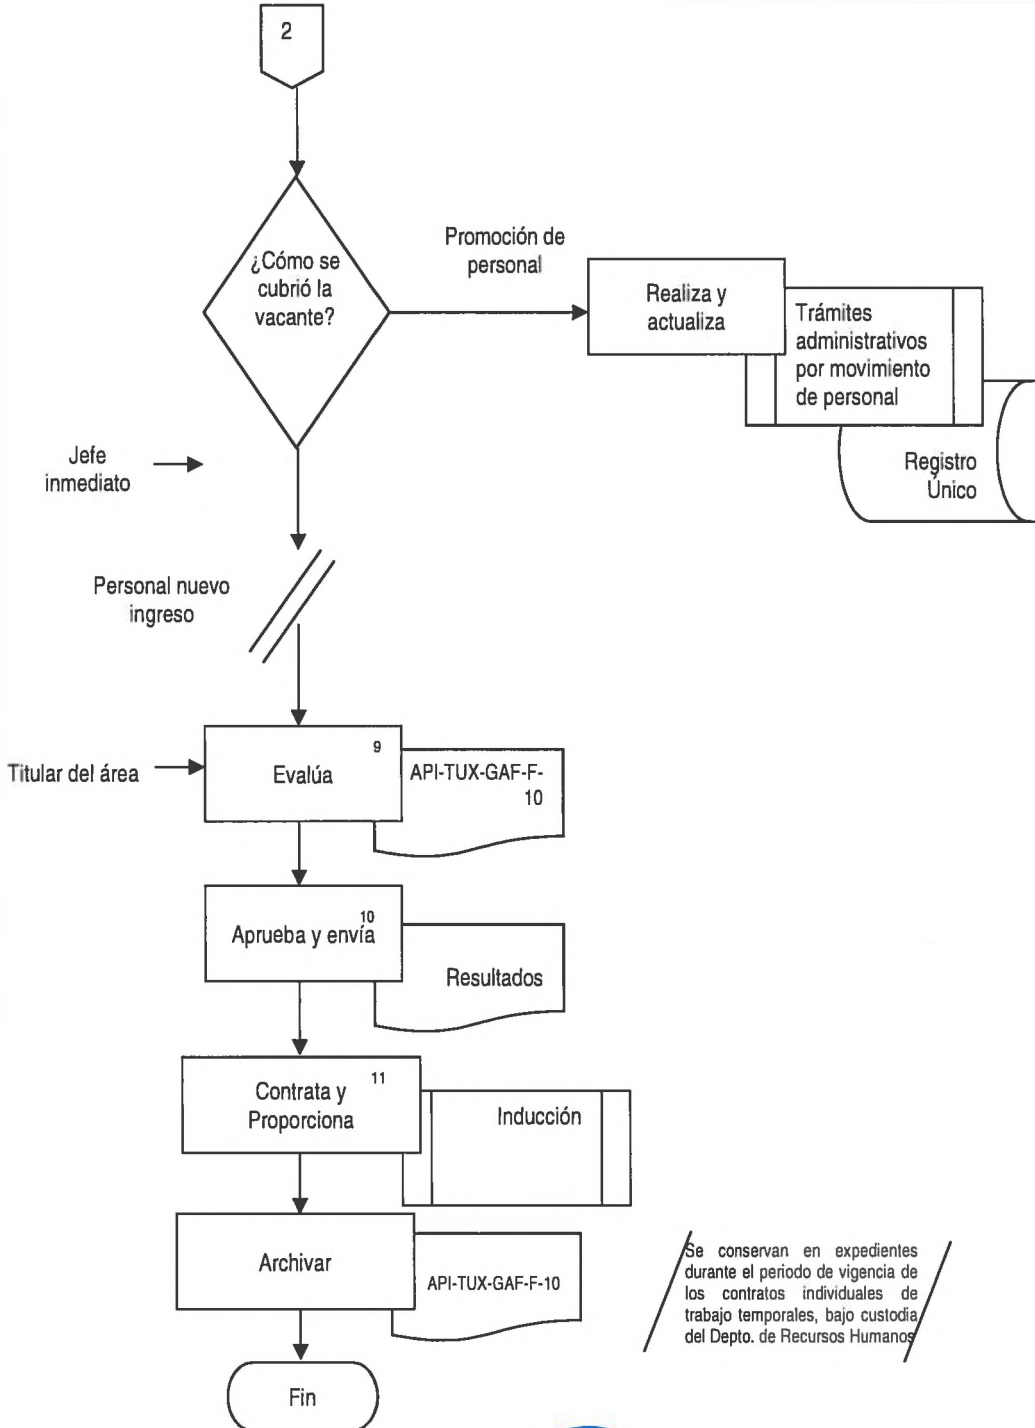 2
¿Cómo se
cubrió la
vacante?
Promoción de
personal
Realiza y
actualiza
Trámites
administrativos
por movimiento
de personal
Registro
Único
Jefe
inmediato
Personal nuevo
ingreso
Titular del área
9
Evalúa
API-TUX-GAF-F-
10
10
Aprueba y envía
Resultados
11
Contrata y
Proporciona
Inducción
Archivar
API-TUX-GAF-F-10
Se conservan en expedientes
durante el periodo de vigencia de
los contratos individuales de
trabajo temporales, bajo custodia
del Depto. de Recursos Humanos
Fin